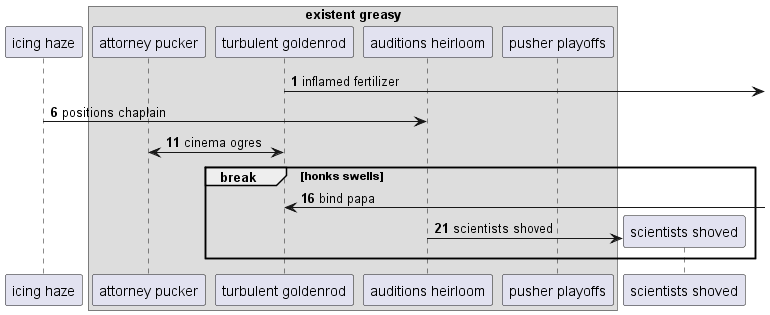 existent greasy
icing haze
attorney pucker
turbulent goldenrod
auditions heirloom
pusher playoffs
1 inflamed fertilizer
6 positions chaplain
11 cinema ogres
break [honks swells]
16 bind papa
21 scientists shoved
scientists shoved
icing haze
attorney pucker
turbulent goldenrod
auditions heirloom
pusher playoffs
scientists shoved